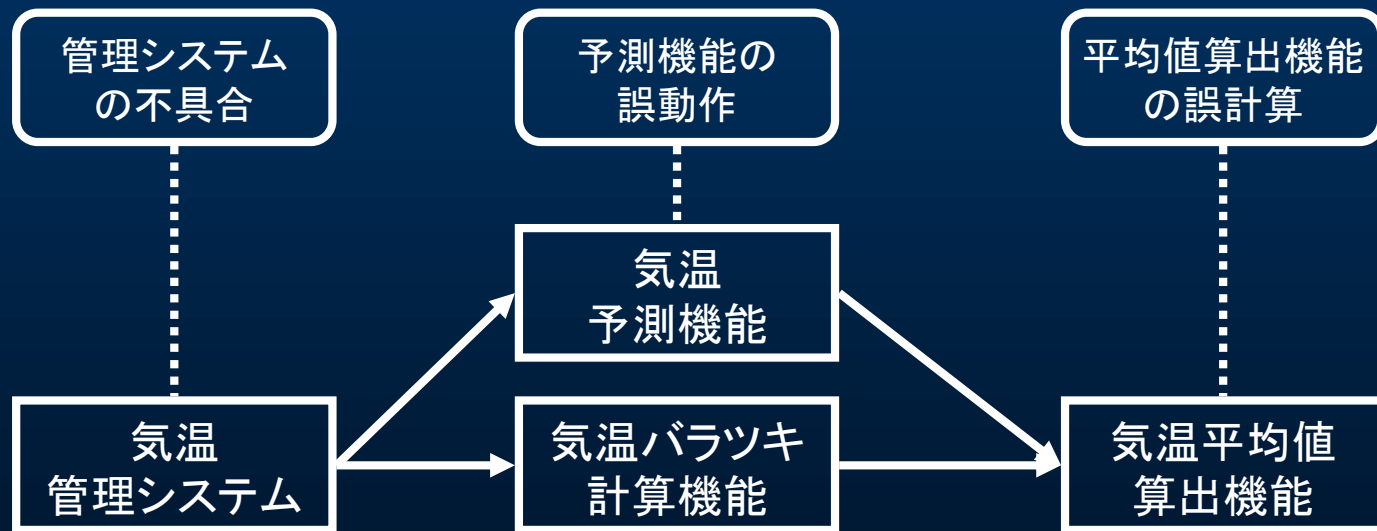 管理システム
の不具合
予測機能の
誤動作
平均値算出機能
の誤計算
気温
予測機能
気温
管理システム
気温バラツキ
計算機能
気温平均値
算出機能